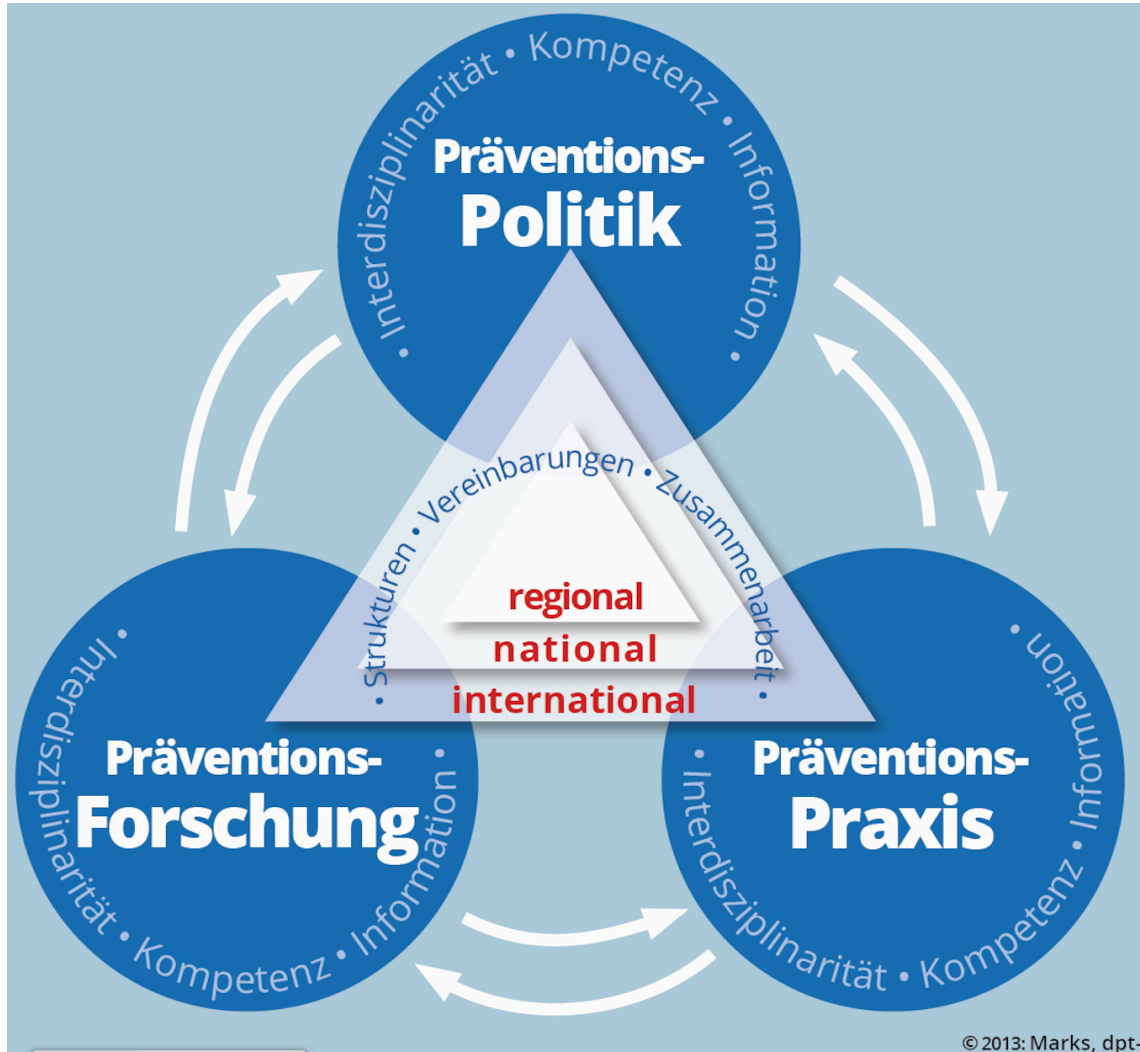 • Interdisziplinarität • Kompetenz • Information •
Präventions-
Politik
• Strukturen • Vereinbarungen • Zusammenarbeit •
regional
national
international
• Interdisziplinarität • Kompetenz • Information •
Präventions-
Forschung
• Interdisziplinarität • Kompetenz • Information •
Präventions-
Praxis
© 2013: Marks, dpt-